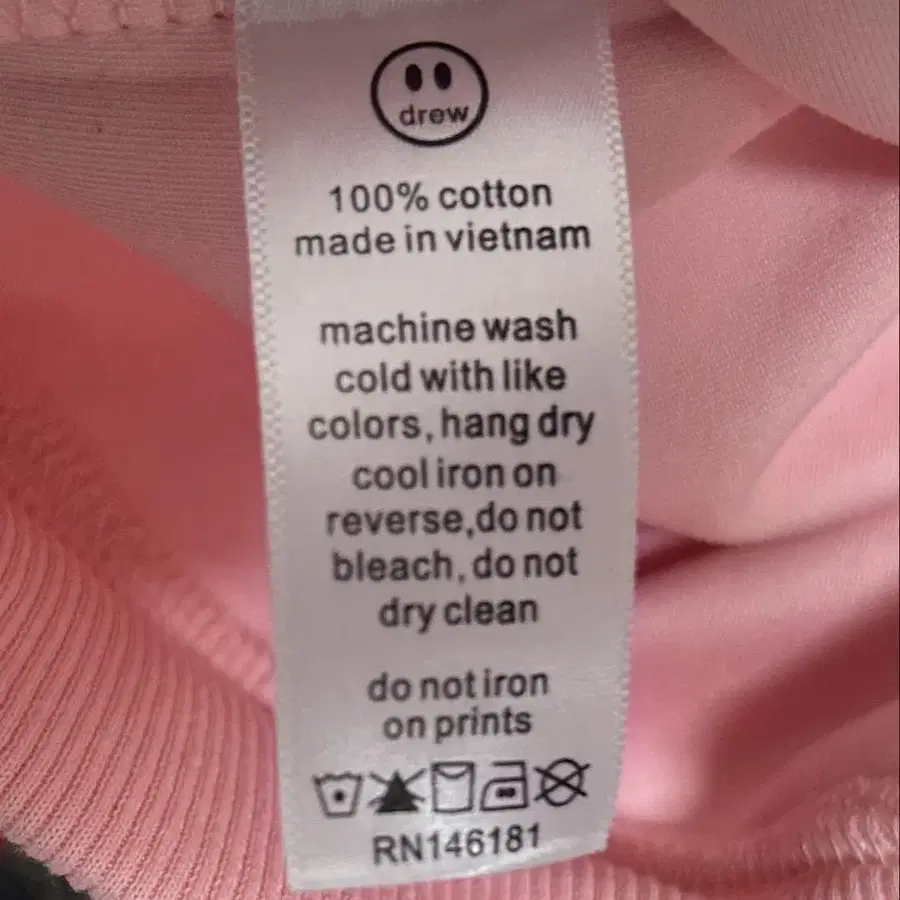 drew
100% cotton
made in vietnam
machine wash
cold with like
colors, hang dry
cool iron on
reverse,do not
bleach, do not
dry clean
do not iron
on prints
RN146181